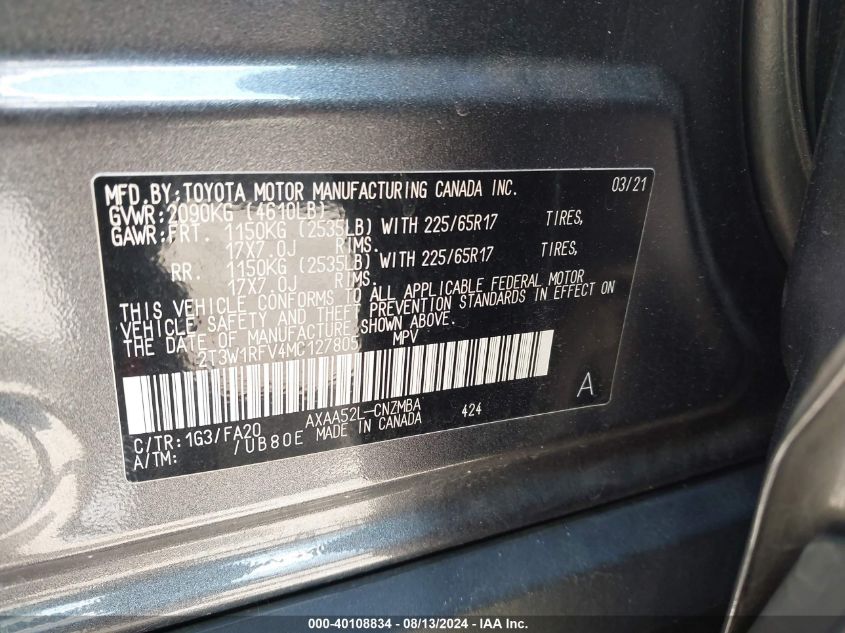 MFD.BY:TOYOTA MOTOR MANUFACTURING CANADA INC. 03/21
GVWR:2090KG (4610LB)
GAWR:FRT. 1150KG (2535LB) WITH 225/65R17 TIRES,
17X7.0J RIMS.
RR. 1150KG (2535LB) WITH 225/65R17 TIRES,
17X7.0J RIMS.
THIS VEHICLE CONFORMS TO ALL APPLICABLE FEDERAL MOTOR
VEHICLE SAFETY AND THEFT PREVENTION STANDARDS IN EFFECT ON
THE DATE OF MANUFACTURE SHOWN ABOVE.
2T3W1RFV4MC127805 MPV
A
C/TR: 1G3/FA20 AXAA52L-CNZMBA 424
A/TM: /UB80E MADE IN CANADA
000-40108834 - 08/13/2024 - IAA Inc.